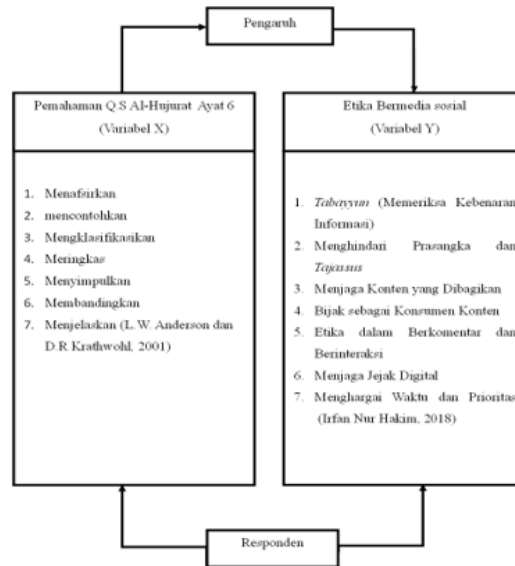 Pengaruh
Pemahaman Q.S Al-Hujurat Ayat 6
(Variabel X)
1. Menafsirkan
2. mencontohkan
3. Mengklasifikasikan
4. Meringkas
5. Menyimpulkan
6. Membandingkan
7. Menjelaskan (L.W. Anderson dan
D.R Krathwohl, 2001)
Etika Bermedia sosial
(Variabel Y)
1. Tabayyun (Memeriksa Kebenaran
Informasi)
2. Menghindari Prasangka dan
Tajassus
3. Menjaga Konten yang Dibagikan
4. Bijak sebagai Konsumen Konten
5. Etika dalam Berkomentar dan
Berinteraksi
6. Menjaga Jejak Digital
7. Menghargai Waktu dan Prioritas
(Irfan Nur Hakim, 2018)
Responden